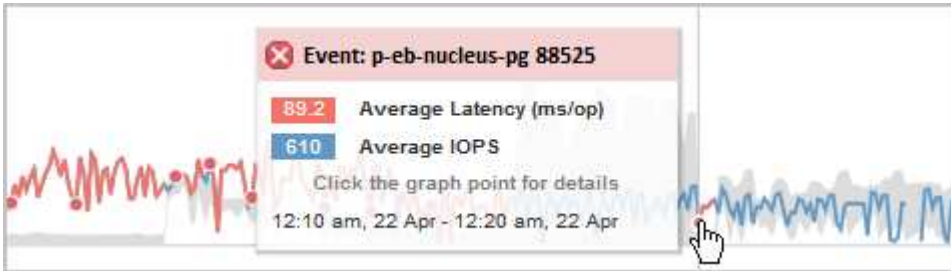 Event: p-eb-nucleus-pg 88525
89.2 Average Latency (ms/op)
610 Average IOPS
Click the graph point for details
12:10 am, 22 Apr - 12:20 am, 22 Apr